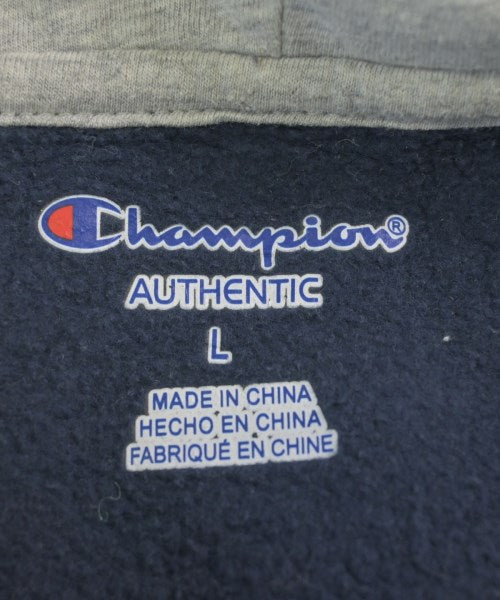 Champion®
AUTHENTIC
L
MADE IN CHINA
HECHO EN CHINA
FABRIQUÉ EN CHINE